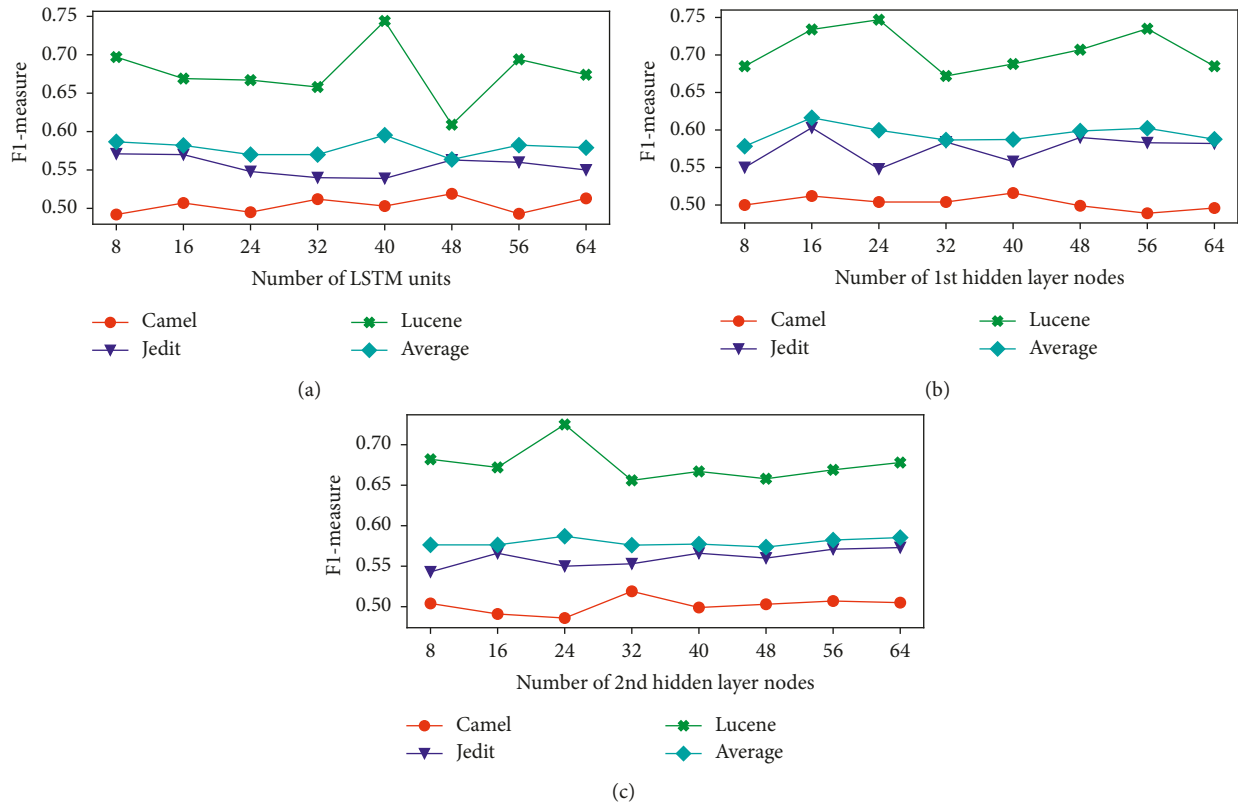 0.75
0.70
0.65
0.60
0.55
0.50
F1-measure
8 16 24 32 40 48 56 64
Number of LSTM units
Camel Lucene
Jedit Average
(a)
0.75
0.70
0.65
0.60
0.55
0.50
F1-measure
8 16 24 32 40 48 56 64
Number of 1st hidden layer nodes
Camel Lucene
Jedit Average
(b)
0.70
0.65
0.60
0.55
0.50
F1-measure
8 16 24 32 40 48 56 64
Number of 2nd hidden layer nodes
Camel Lucene
Jedit Average
(c)